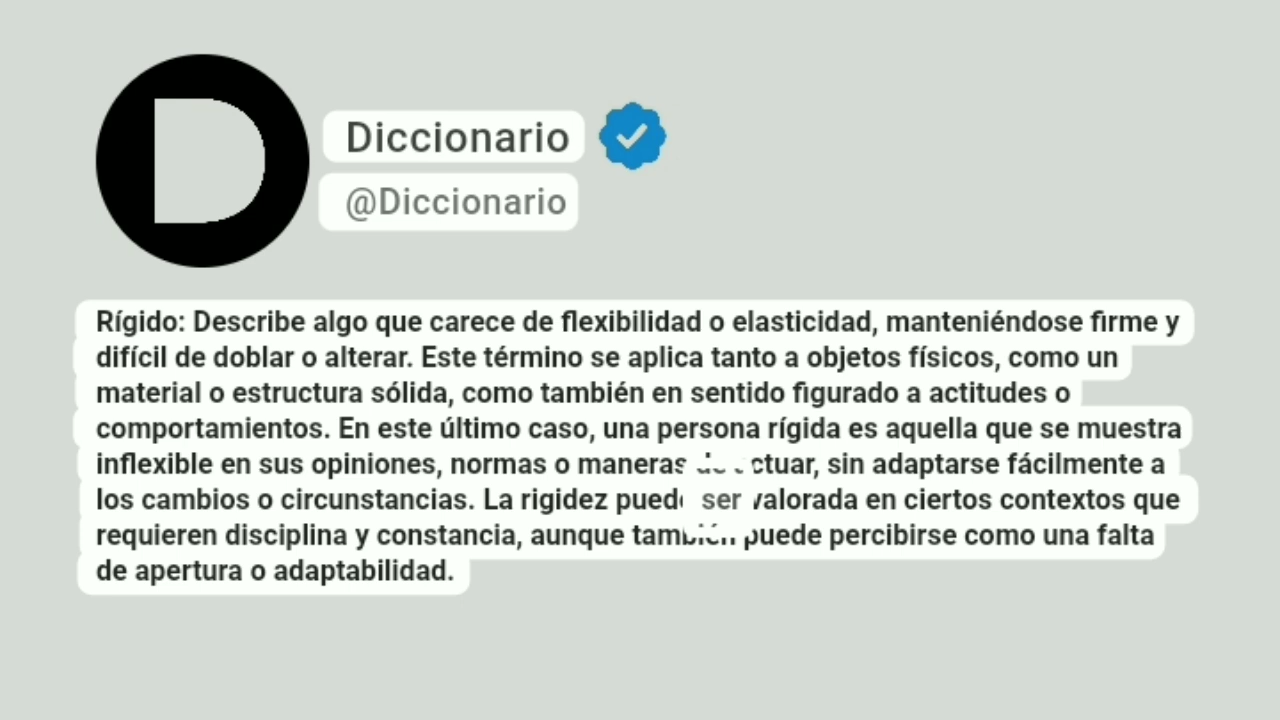 Diccionario
@Diccionario
Rígido: Describe algo que carece de flexibilidad o elasticidad, manteniéndose firme y
difícil de doblar o alterar. Este término se aplica tanto a objetos físicos, como un
material o estructura sólida, como también en sentido figurado a actitudes o
comportamientos. En este último caso, una persona rígida es aquella que se muestra
inflexible en sus opiniones, normas o maneras de actuar, sin adaptarse fácilmente a
los cambios o circunstancias. La rigidez puede ser valorada en ciertos contextos que
requieren disciplina y constancia, aunque también puede percibirse como una falta
de apertura o adaptabilidad.